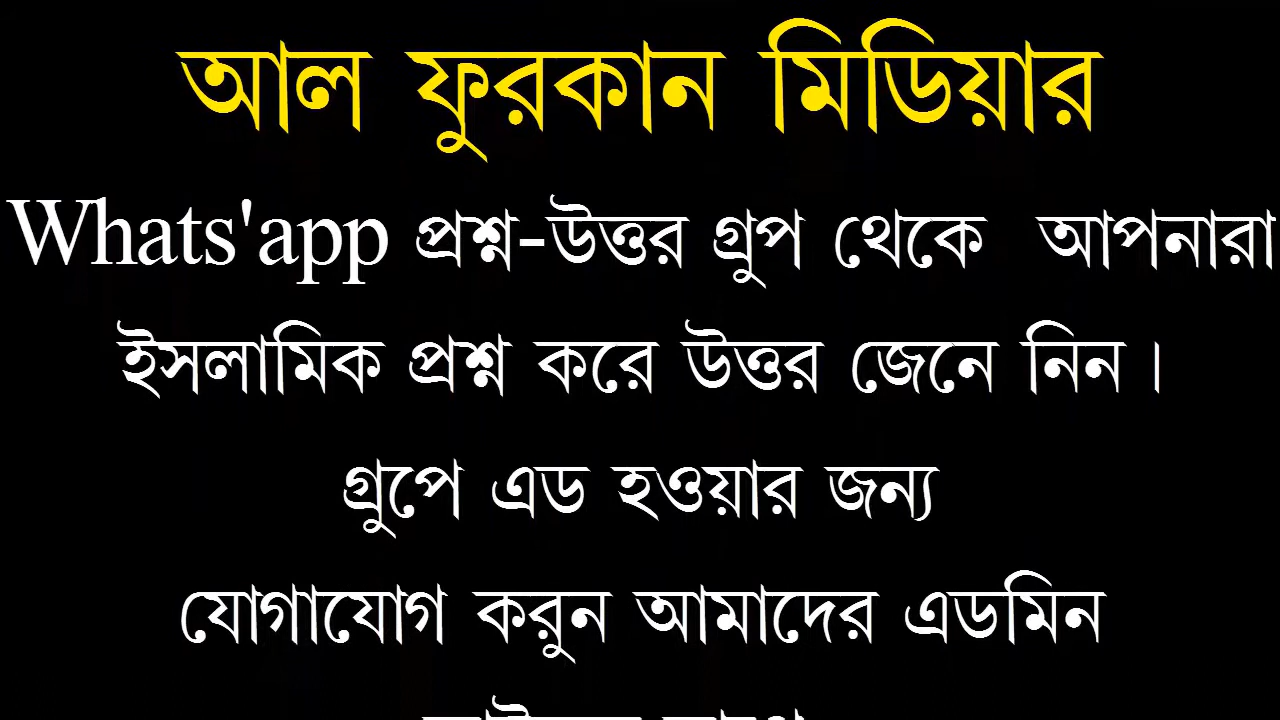 আল ফুরকান মিডিয়ার
Whats'app প্রশ্ন-উত্তর গ্রুপ থেকে আপনারা
ইসলামিক প্রশ্ন করে উত্তর জেনে নিন।
গ্রুপে এড হওয়ার জন্য
যোগাযোগ করুন আমাদের এডমিন